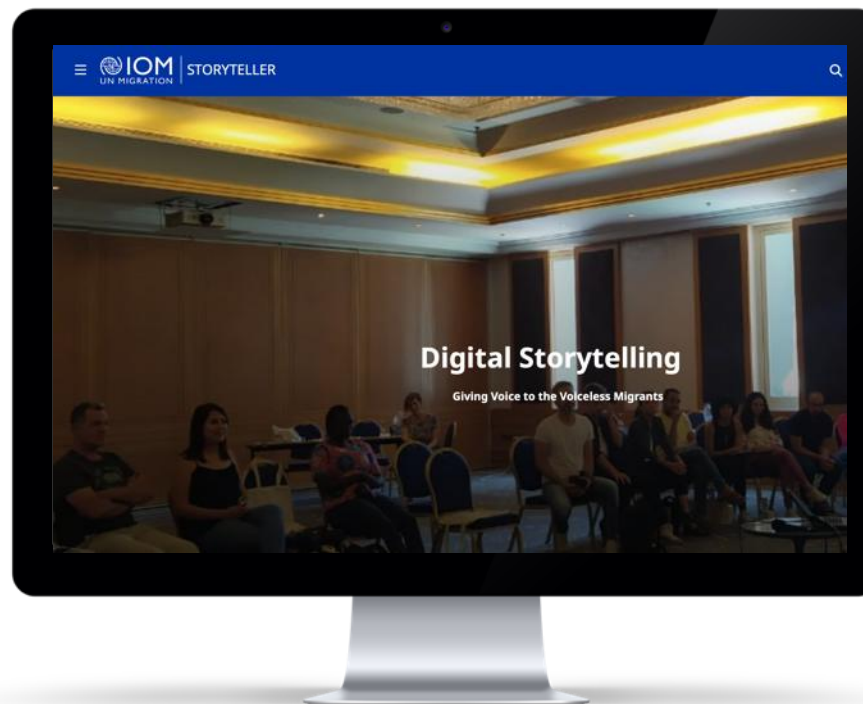 IOM
UN MIGRATION
STORYTELLER
Digital Storytelling
Giving Voice to the Voiceless Migrants